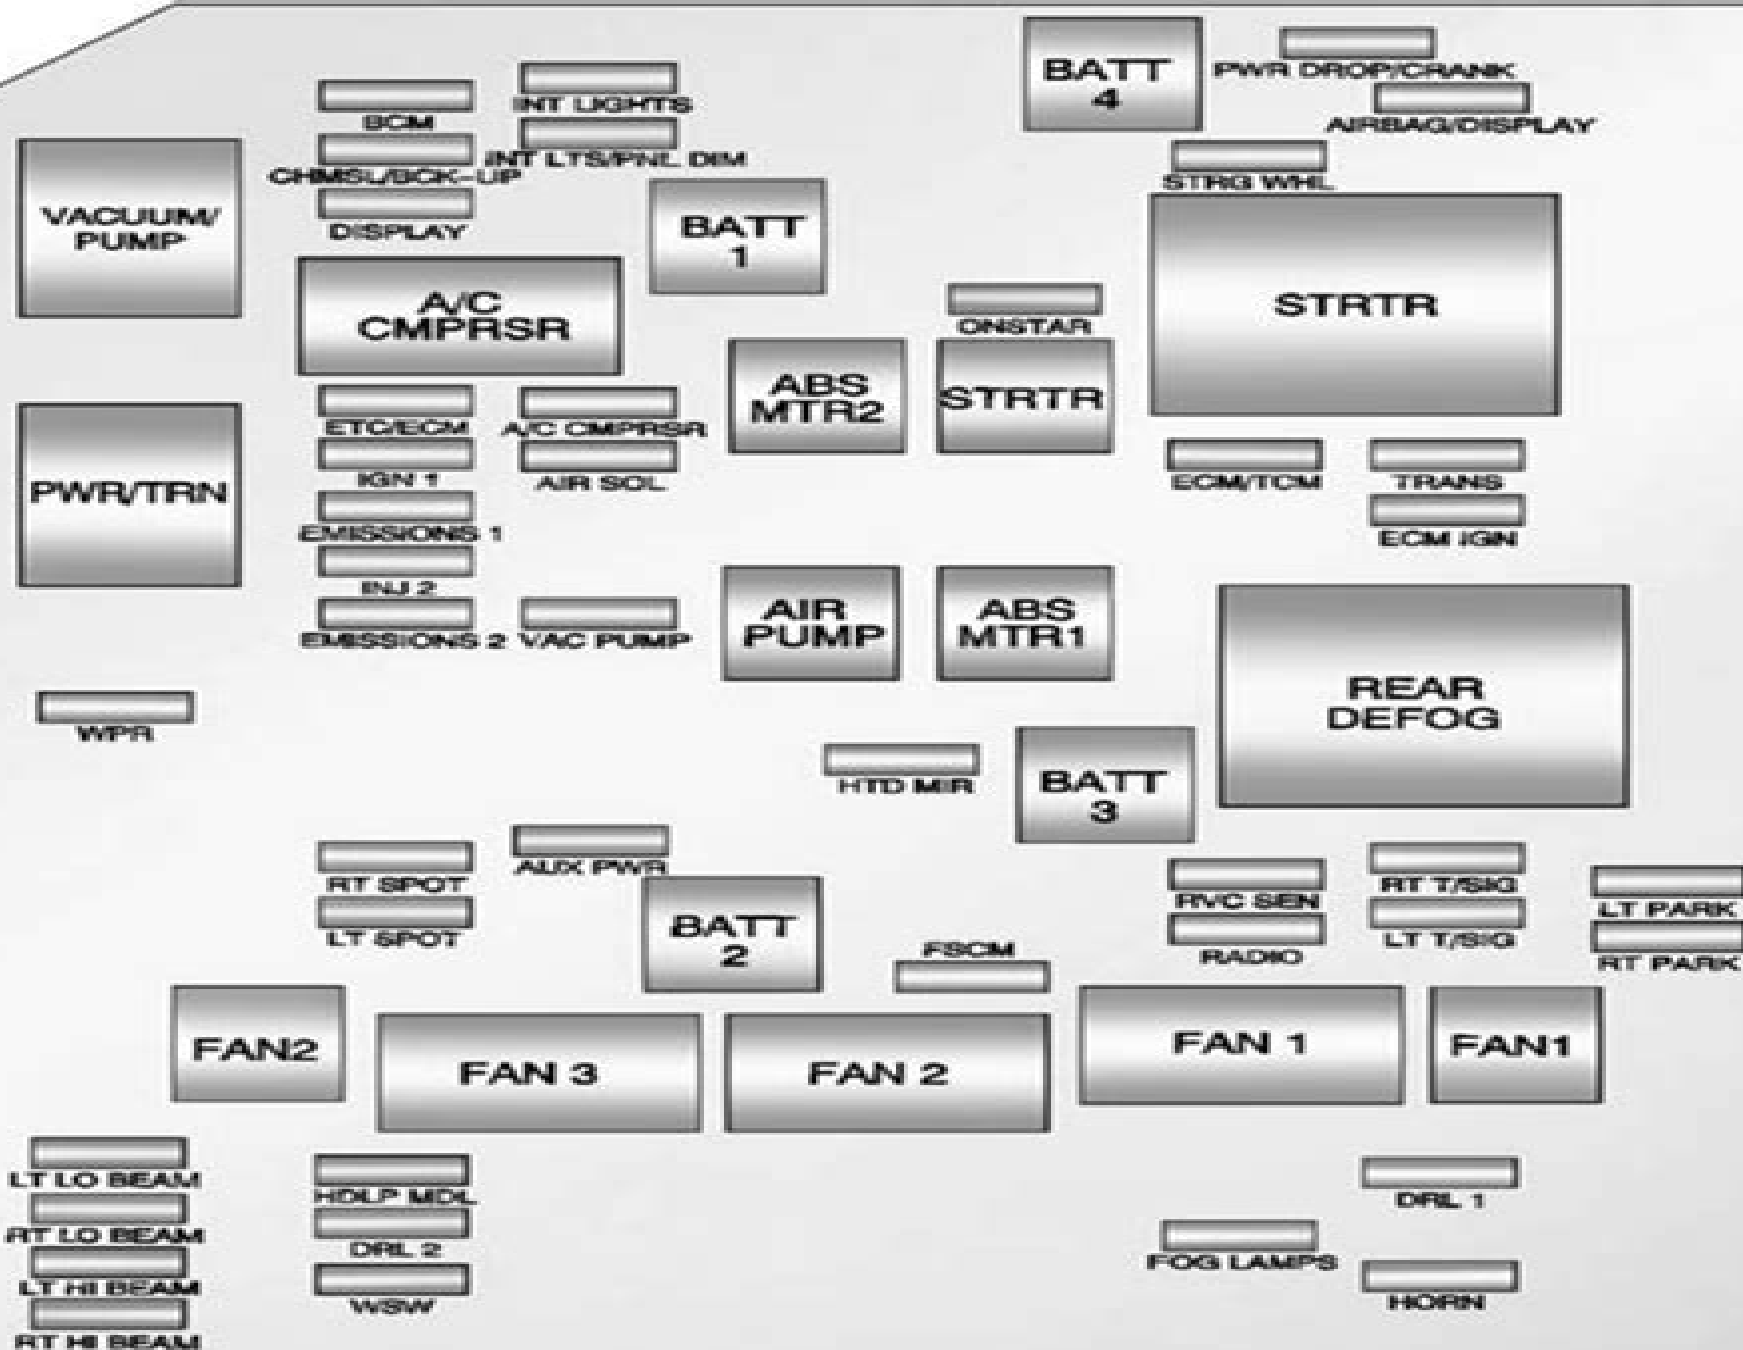 BATT
4
PWR DROP/CRANK
INT LIGHTS
BCM
AIRBAG/DISPLAY
INT LTS/PNL DIM
CHMSL/BCK-UP
STRG WHL
VACUUM/
PUMP
DISPLAY
BATT
1
A/C
CMPRSR
STRTR
ONSTAR
ABS
MTR2
STRTR
ETC/ECM
A/C CMPRSR
IGN 1
AIR SOL
ECM/TCM
TRANS
PWR/TRN
EMISSIONS 1
ECM IGN
INJ 2
EMISSIONS 2
VAC PUMP
AIR
PUMP
ABS
MTR1
REAR
DEFOG
WPR
HTD MIR
BATT
3
AUX PWR
RT SPOT
RT T/SIG
RVC SEN
LT PARK
LT SPOT
BATT
2
FSCM
LT T/SIG
RADIO
RT PARK
FAN2
FAN 3
FAN 2
FAN 1
FAN1
LT LO BEAM
HDLP MDL
DRL 1
RT LO BEAM
DRL 2
FOG LAMPS
LT HI BEAM
WSW
HORN
RT HI BEAM